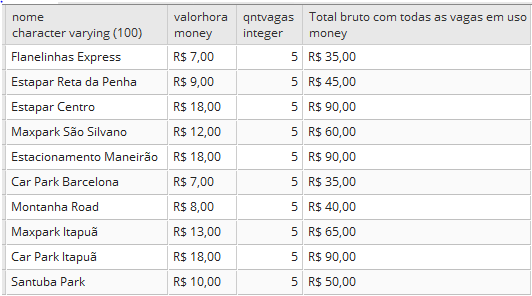 nome valorhora qntvagas Total bruto com todas as vagas em uso
character varying (100) money integer money
Flanelinhas Express R$ 7,00 5 R$ 35,00
Estapar Reta da Penha R$ 9,00 5 R$ 45,00
Estapar Centro R$ 18,00 5 R$ 90,00
Maxpark São Silvano R$ 12,00 5 R$ 60,00
Estacionamento Maneirão R$ 18,00 5 R$ 90,00
Car Park Barcelona R$ 7,00 5 R$ 35,00
Montanha Road R$ 8,00 5 R$ 40,00
Maxpark Itapuã R$ 13,00 5 R$ 65,00
Car Park Itapuã R$ 18,00 5 R$ 90,00
Santuba Park R$ 10,00 5 R$ 50,00